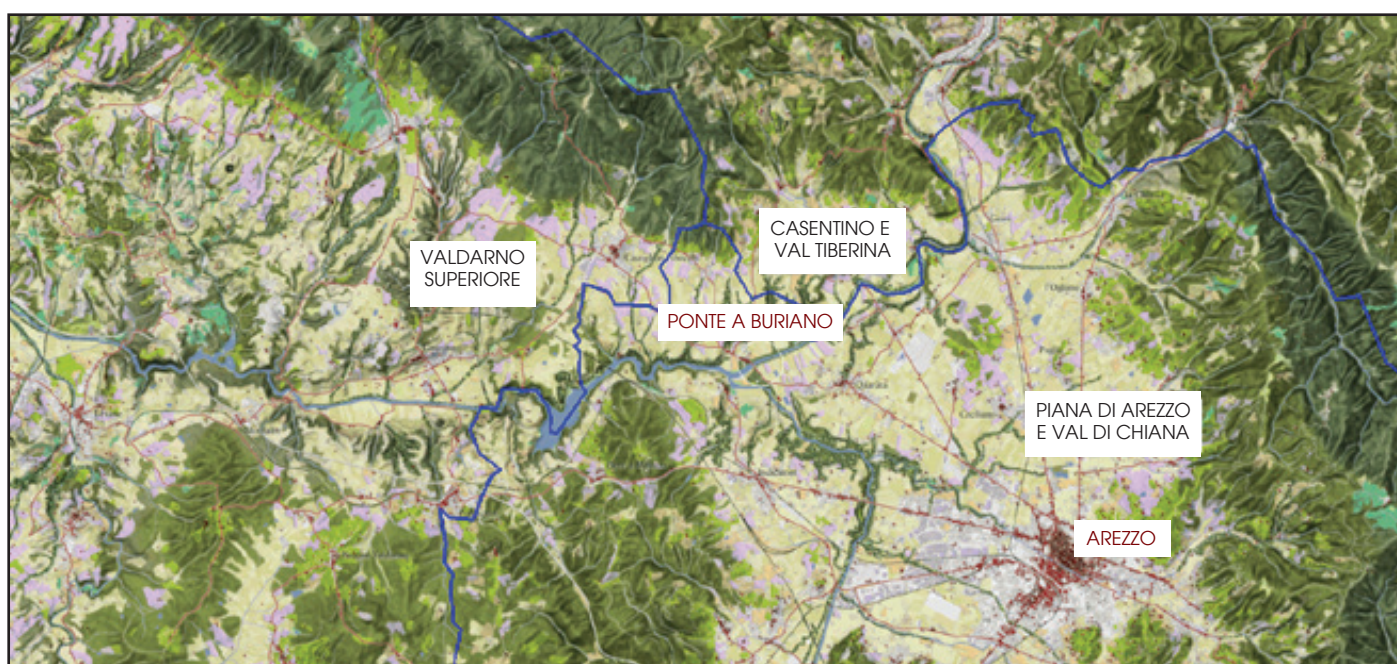 VALDARNO
SUPERIORE
CASENTINO E
VAL TIBERINA
PONTE A BURIANO
PIANA DI AREZZO
E VAL DI CHIANA
AREZZO